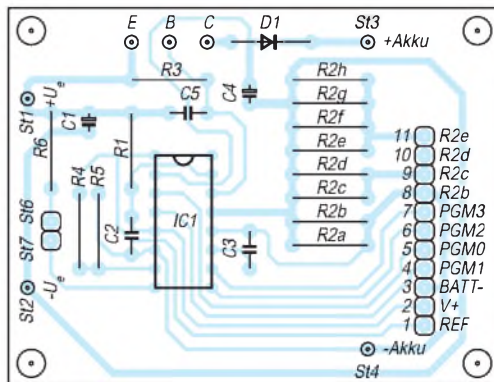 E B C D1 St3
+Akku
R3
R2h
+Ue
C4
R2g
C5
St1
C1
R2f
R6
R1
R2e
11 R2e
R2d
10 R2d
R4
R5
R2c
9 R2c
8 R2b
St6
IC1
R2b
7 PGM3
C2
C3
R2a
6 PGM2
St7
5 PGM0
4 PGM1
-Ue
3 BATT-
St2
2 V+
1 REF
-Akku
St4